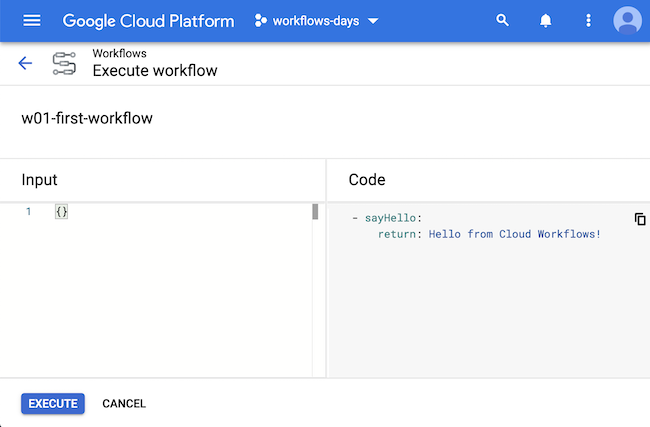 Google Cloud Platform workflows-days
Workflows
Execute workflow
w01-first-workflow
Input
Code
1 {}
- sayHello:
return: Hello from Cloud Workflows!
EXECUTE CANCEL